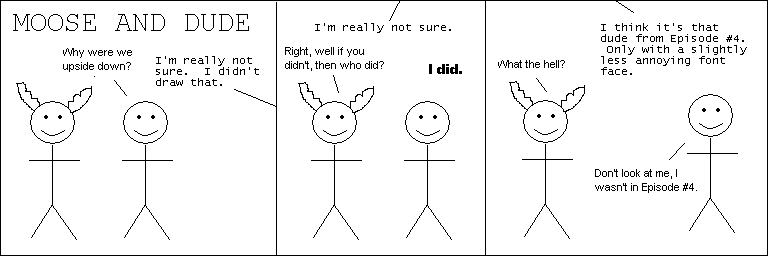 MOOSE AND DUDE
Why were we
upside down?
I'm really not
sure.  I didn't
draw that.
I'm really not sure.
Right, well if you
didn't, then who did?
I did.
What the hell?
I think it's that
dude from Episode #4.
Only with a slightly
less annoying font
face.
Don't look at me, I
wasn't in Episode #4.